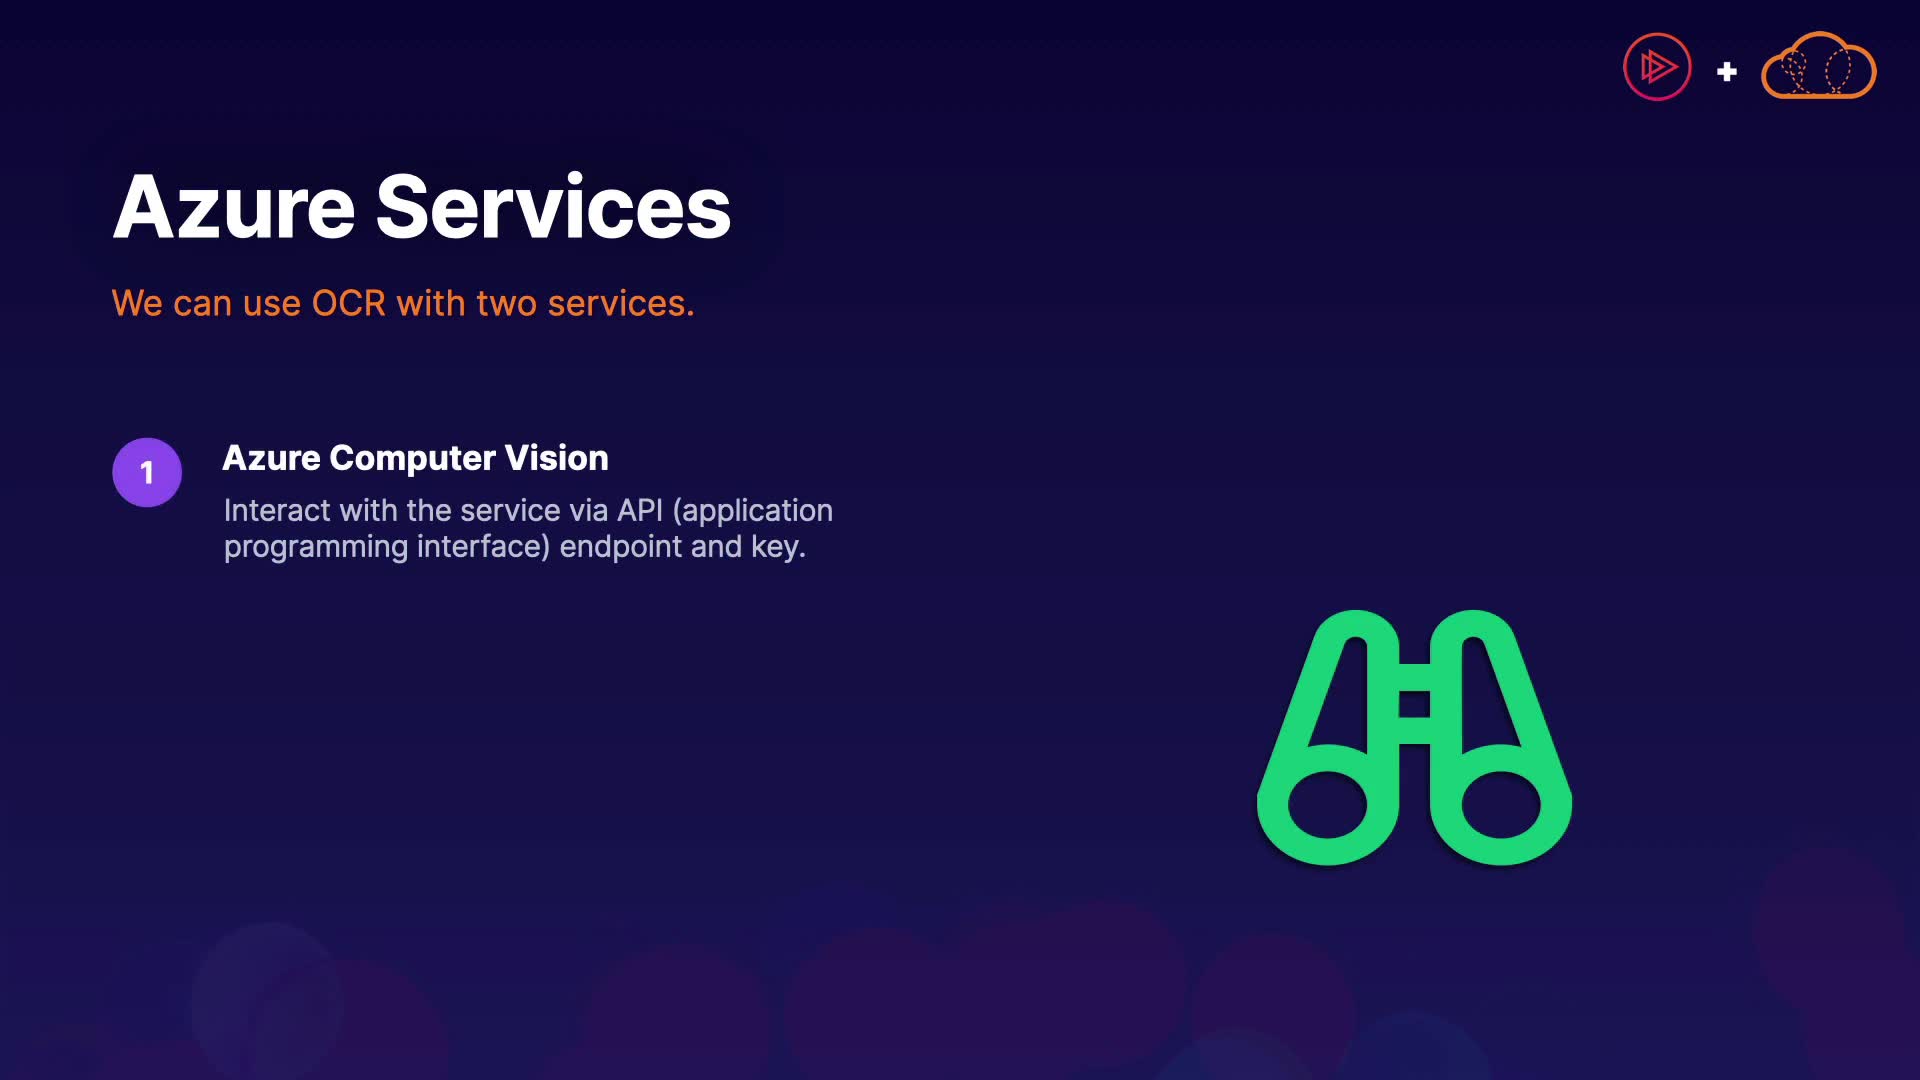 Azure Services
We can use OCR with two services.
1
Azure Computer Vision
Interact with the service via API (application
programming interface) endpoint and key.